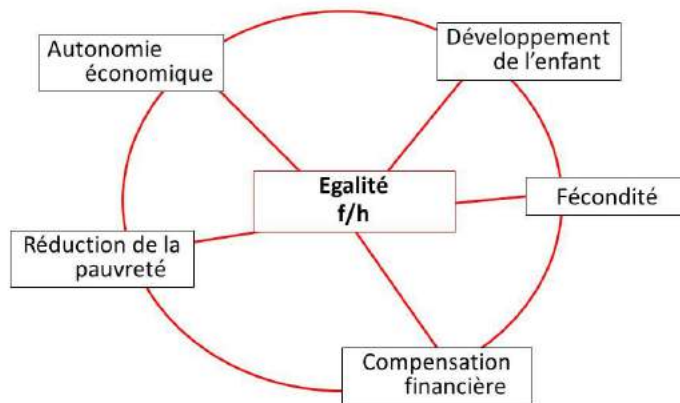 Autonomie
économique
Développement
de l'enfant
Egalité
f/h
Fécondité
Réduction de la
pauvreté
Compensation
financière